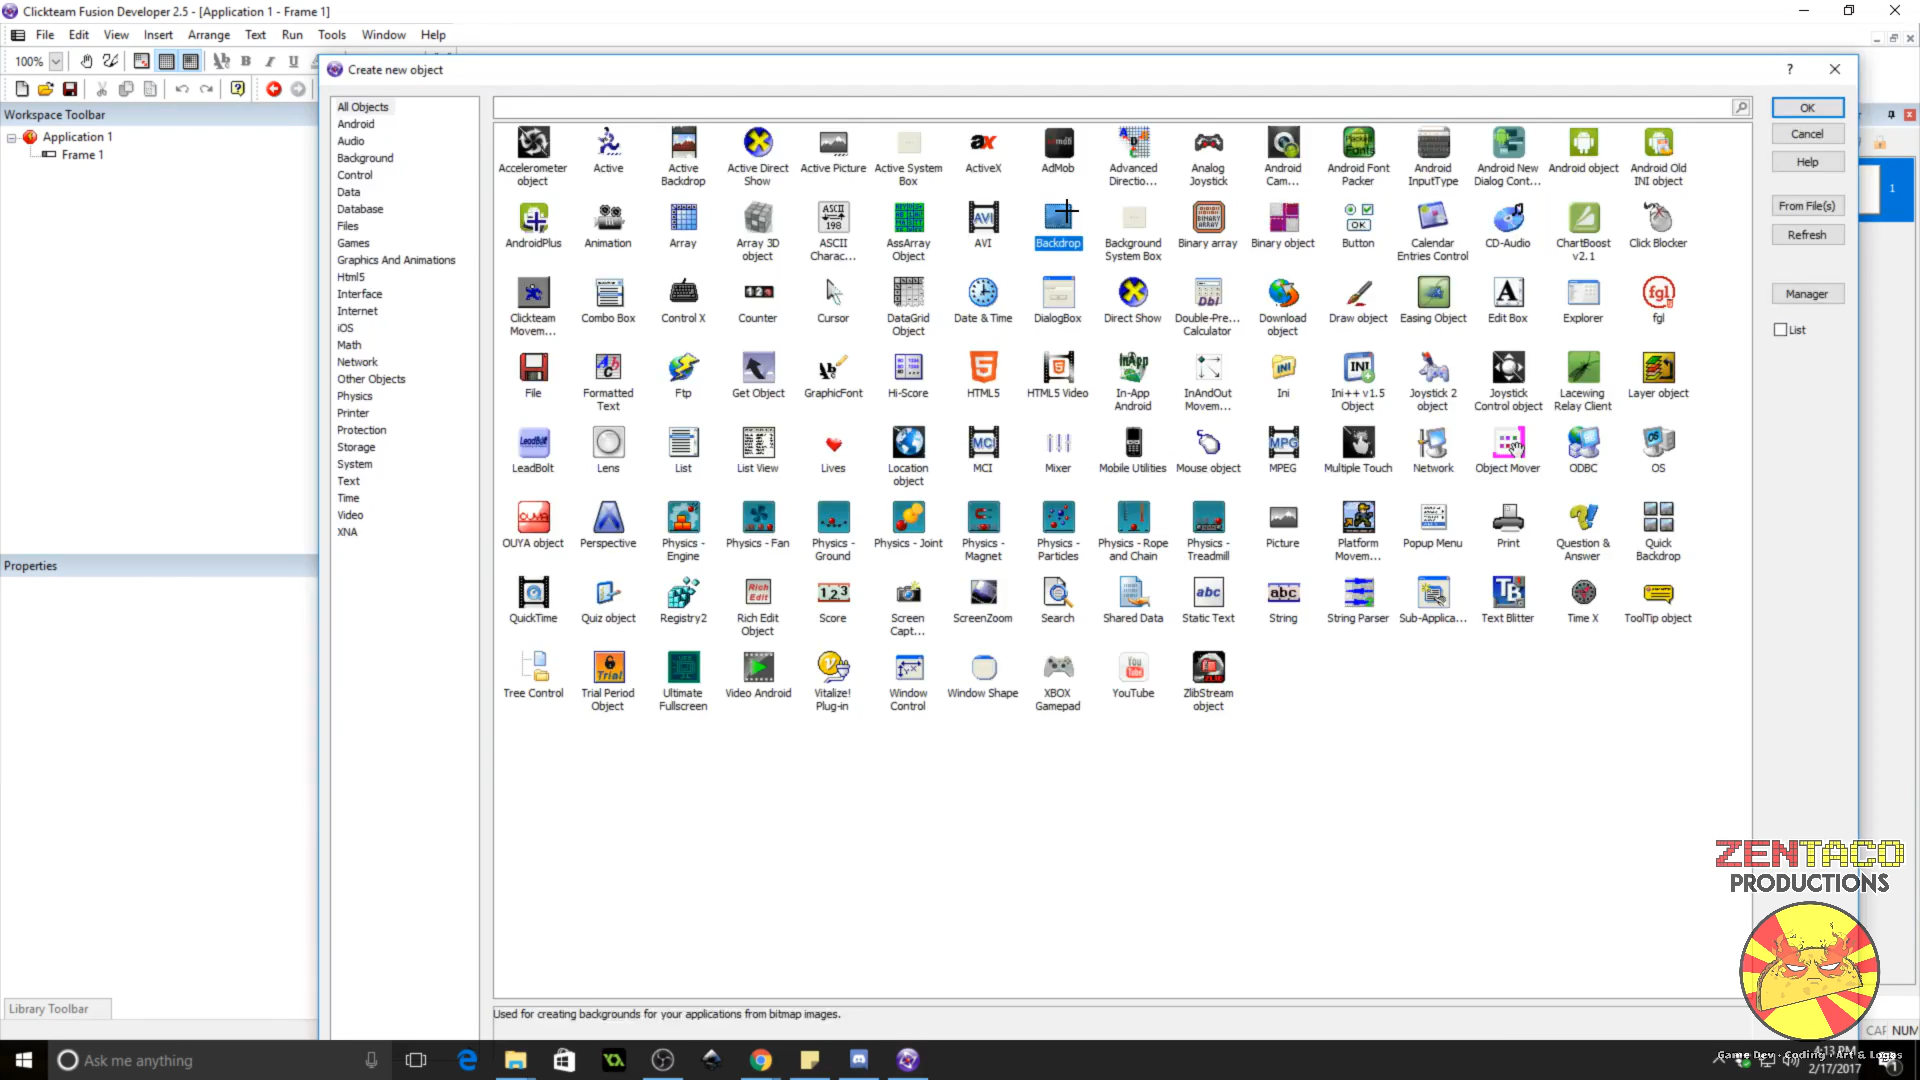 Clickteam Fusion Developer 2.5 - [Application 1 - Frame 1]
File Edit View Insert Arrange Text Run Tools Window Help
100%
Workspace Toolbar
Application 1
Frame 1
Properties
Library Toolbar
Create new object
All Objects
Android
Audio
Background
Control
Data
Database
Files
Games
Graphics And Animations
Html5
Interface
Internet
iOS
Math
Network
Other Objects
Physics
Printer
Protection
Storage
System
Text
Time
Video
XNA
Accelerometer object
Active
Active Backdrop
Active Direct Show
Active Picture
Active System Box
ActiveX
AdMob
Advanced Directio...
Analog Joystick
Android Cam...
Android Font Packer
Android InputType
Android New Dialog Cont...
Android object
Android Old INI object
AndroidPlus
Animation
Array
Array 3D object
ASCII Charac...
AssArray Object
AVI
Backdrop
Background System Box
Binary array
Binary object
Button
Calendar Entries Control
CD-Audio
ChartBoost v2.1
Click Blocker
Clickteam Movem...
Combo Box
Control X
Counter
Cursor
DataGrid Object
Date & Time
DialogBox
Direct Show
Double-Pre... Calculator
Download object
Draw object
Easing Object
Edit Box
Explorer
fgl
File
Formatted Text
Ftp
Get Object
GraphicFont
Hi-Score
HTML5
HTML5 Video
In-App Android
InAndOut Movem...
Ini
Ini++ v1.5 Object
Joystick 2 object
Joystick Control object
Lacewing Relay Client
Layer object
LeadBolt
Lens
List
List View
Lives
Location object
MCI
Mixer
Mobile Utilities
Mouse object
MPEG
Multiple Touch
Network
Object Mover
ODBC
OS
OUYA object
Perspective
Physics - Engine
Physics - Fan
Physics - Ground
Physics - Joint
Physics - Magnet
Physics - Particles
Physics - Rope and Chain
Physics - Treadmill
Picture
Platform Movem...
Popup Menu
Print
Question & Answer
Quick Backdrop
QuickTime
Quiz object
Registry2
Rich Edit Object
Score
Screen Capt...
ScreenZoom
Search
Shared Data
Static Text
String
String Parser
Sub-Applica...
Text Blitter
Time X
ToolTip object
Tree Control
Trial Period Object
Ultimate Fullscreen
Video Android
Vitalize! Plug-in
Window Control
Window Shape
XBOX Gamepad
YouTube
ZlibStream object
OK
Cancel
Help
From File(s)
Refresh
Manager
List
1
Used for creating backgrounds for your applications from bitmap images.
ZENTACO
PRODUCTIONS
Game Dev · Coding · Art & Logos
CAP NUM
Ask me anything
4:13 PM
2/17/2017